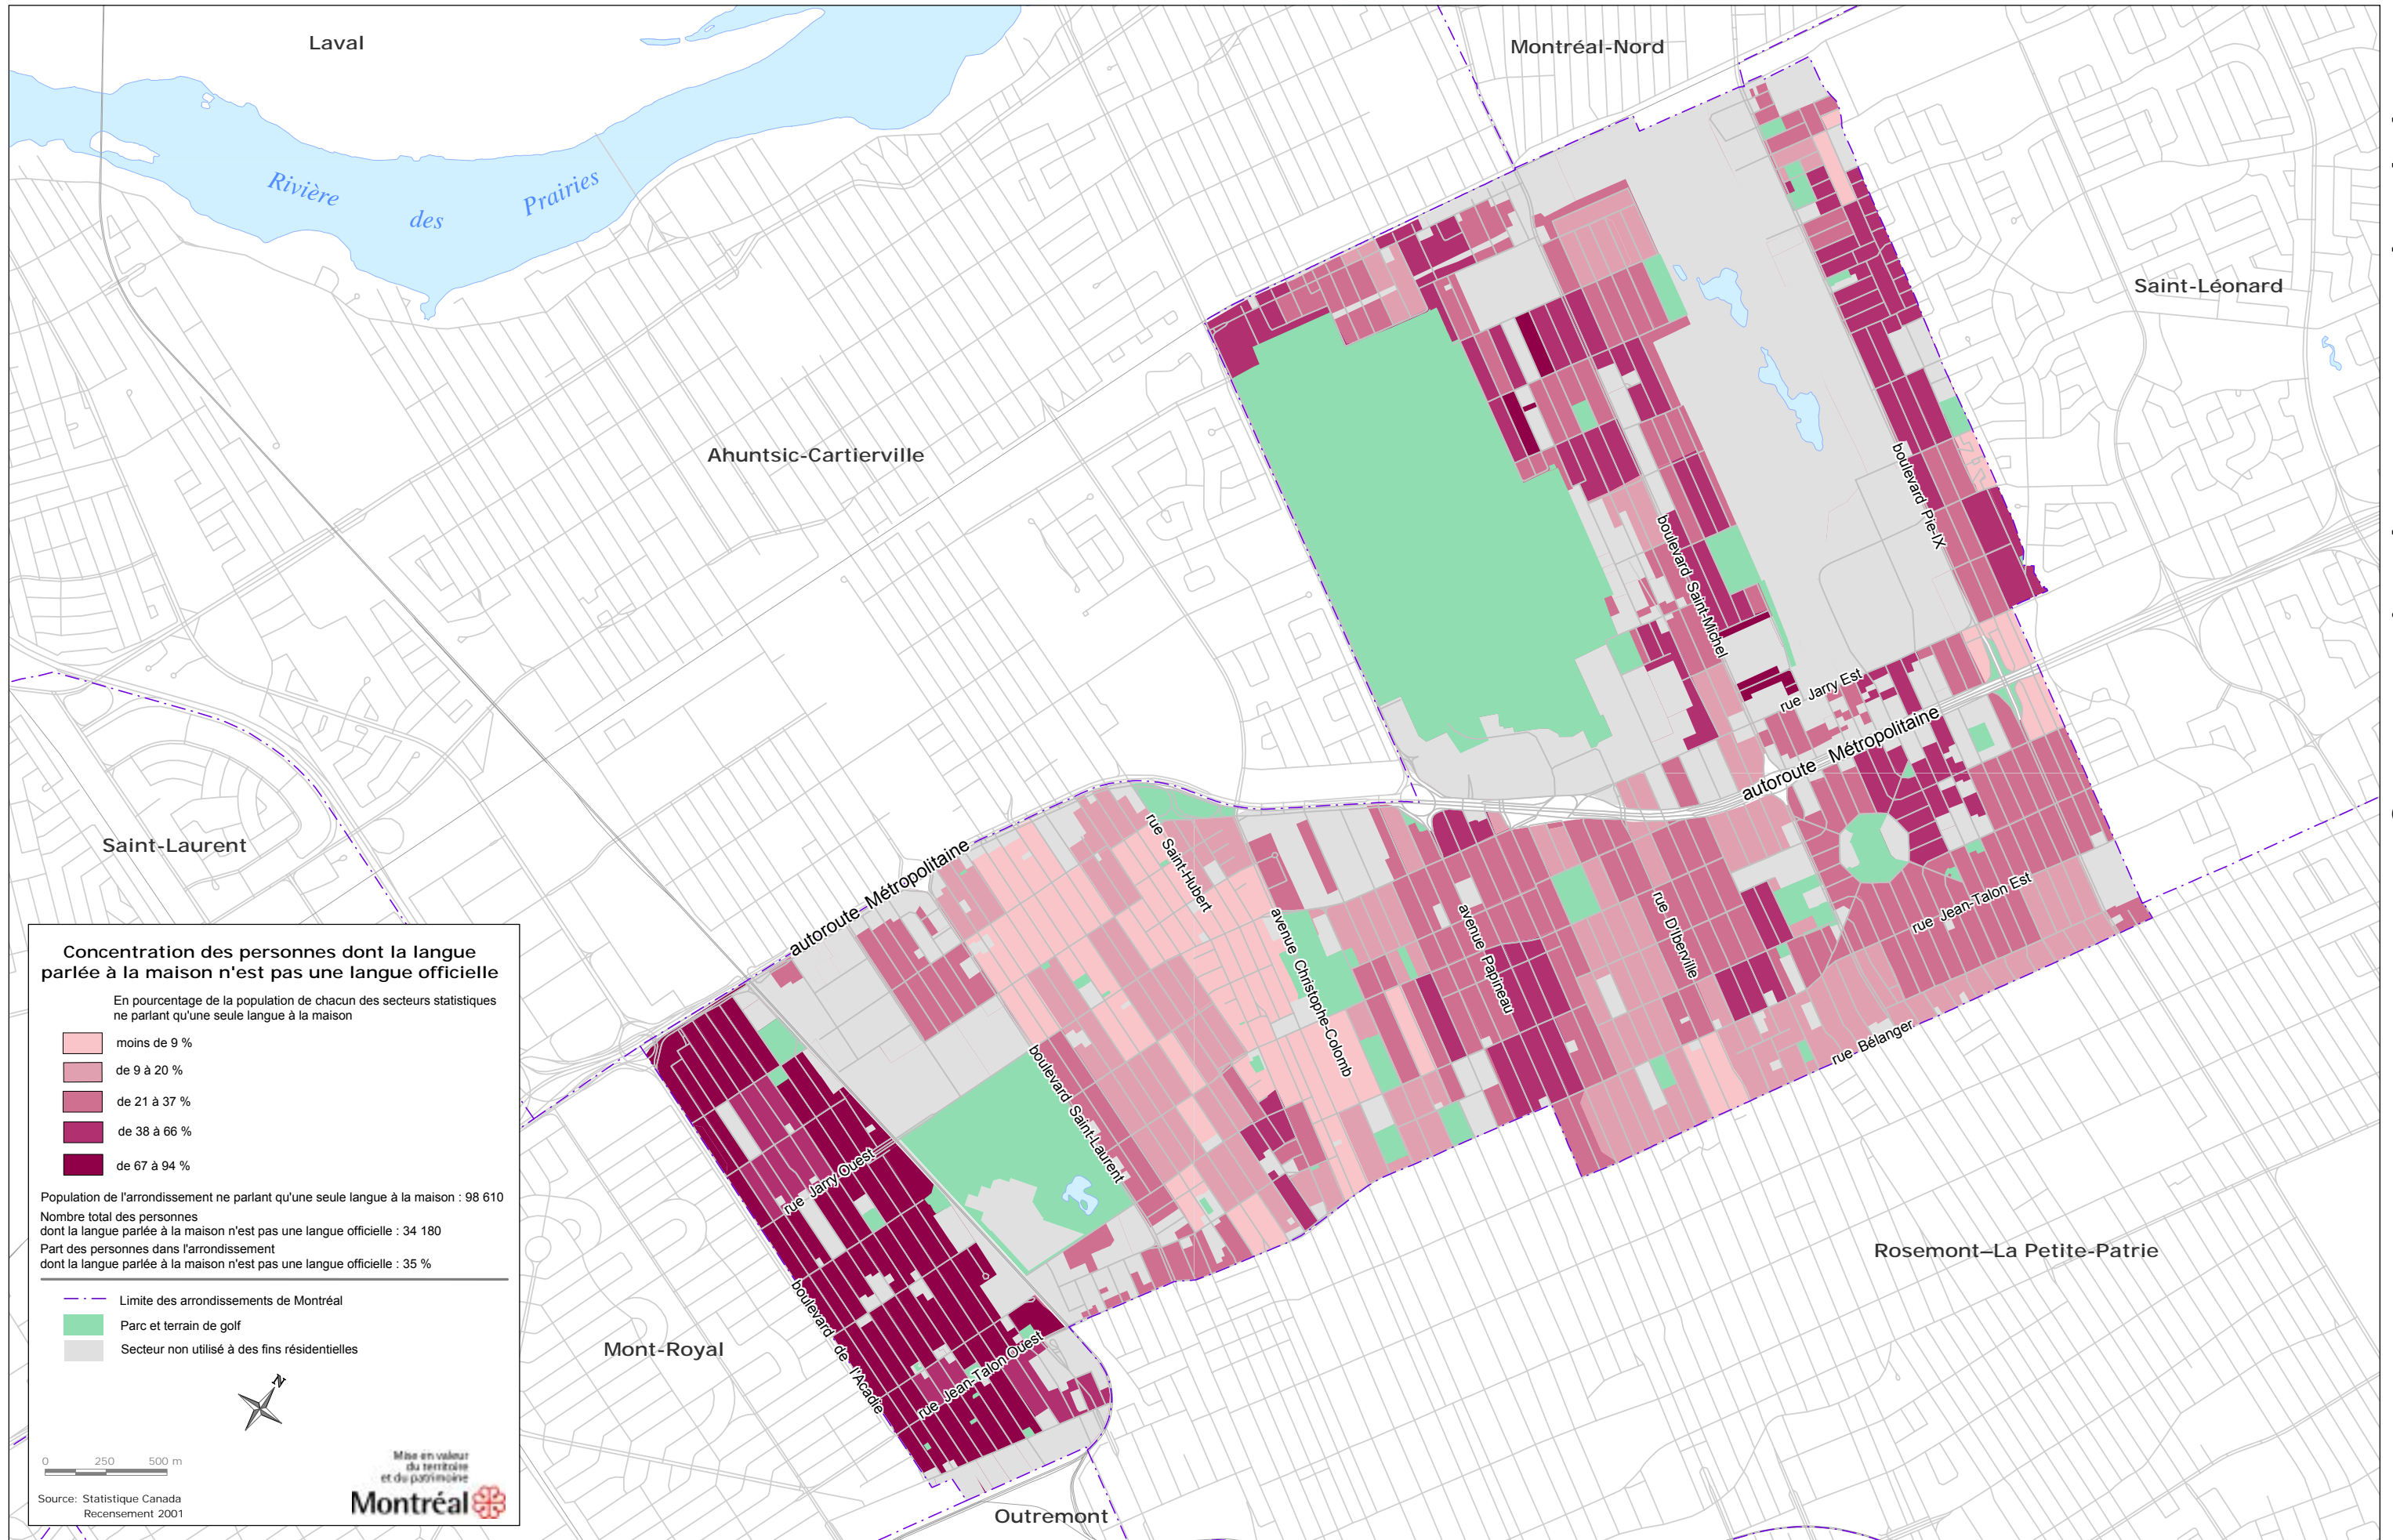 Laval
Montréal-Nord
Rivière des Prairies
Saint-Léonard
Ahuntsic-Cartierville
boulevard Pie-IX
boulevard Saint-Michel
rue Jarry Est
autoroute Métropolitaine
Saint-Laurent
rue Saint-Hubert
autoroute Métropolitaine
avenue Christophe-Colomb
avenue Papineau
rue D'Iberville
rue Jean-Talon Est
rue Bélanger
boulevard Saint-Laurent
rue Jarry Ouest
boulevard de l'Acadie
rue Jean-Talon Ouest
Mont-Royal
Rosemont–La Petite-Patrie
Outremont
Concentration des personnes dont la langue
parlée à la maison n'est pas une langue officielle
En pourcentage de la population de chacun des secteurs statistiques
ne parlant qu'une seule langue à la maison
moins de 9 %
de 9 à 20 %
de 21 à 37 %
de 38 à 66 %
de 67 à 94 %
Population de l'arrondissement ne parlant qu'une seule langue à la maison : 98 610
Nombre total des personnes
dont la langue parlée à la maison n'est pas une langue officielle : 34 180
Part des personnes dans l'arrondissement
dont la langue parlée à la maison n'est pas une langue officielle : 35 %
Limite des arrondissements de Montréal
Parc et terrain de golf
Secteur non utilisé à des fins résidentielles
N
0 250 500 m
Mise en valeur
du territoire
et du patrimoine
Montréal
Source: Statistique Canada
Recensement 2001